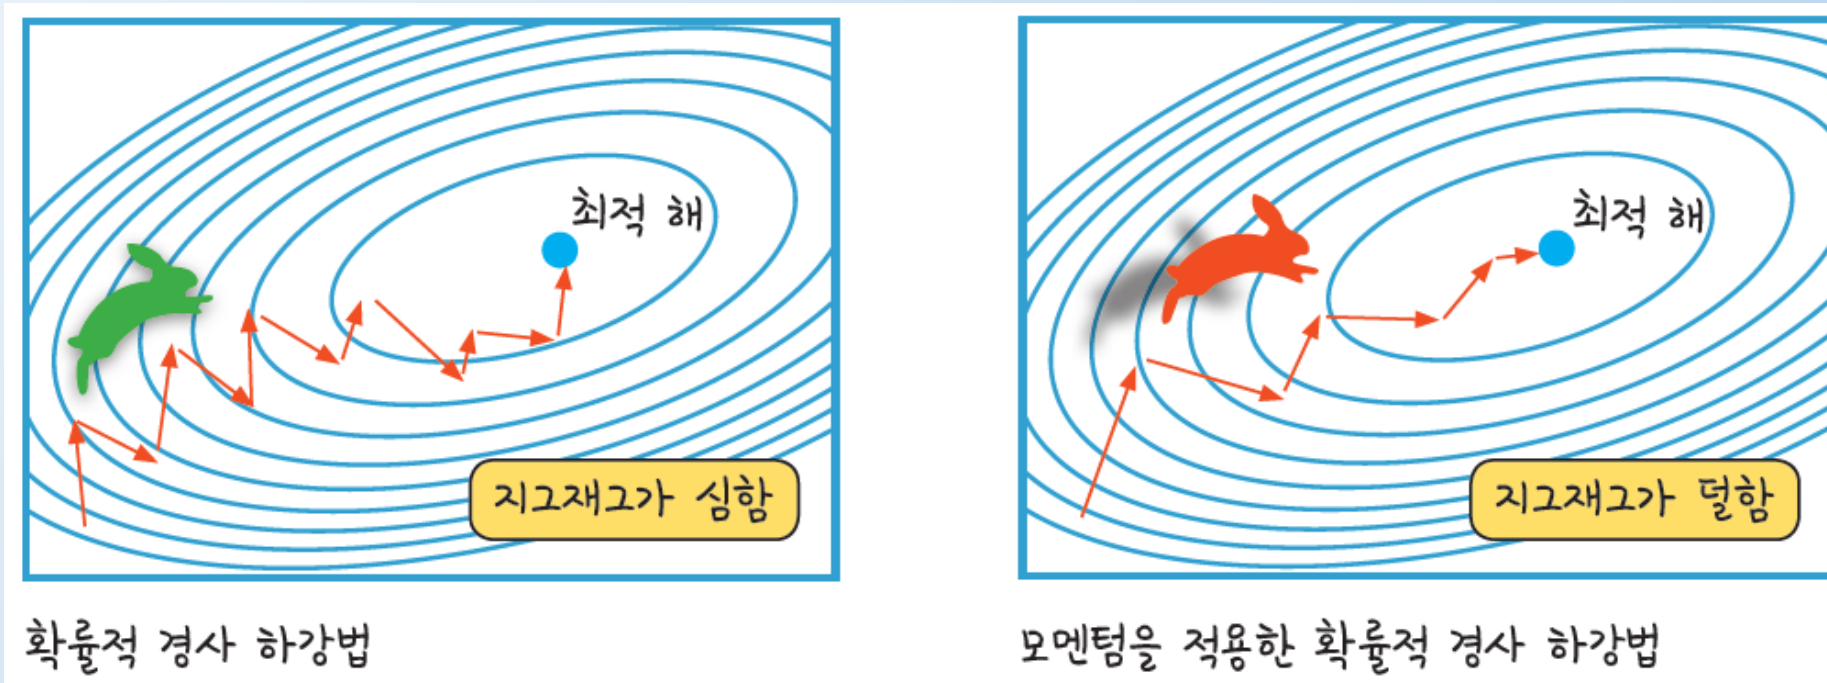 최적 해
지그재그가 심함
확률적 경사 하강법
최적 해
지그재그가 덜함
모멘텀을 적용한 확률적 경사 하강법